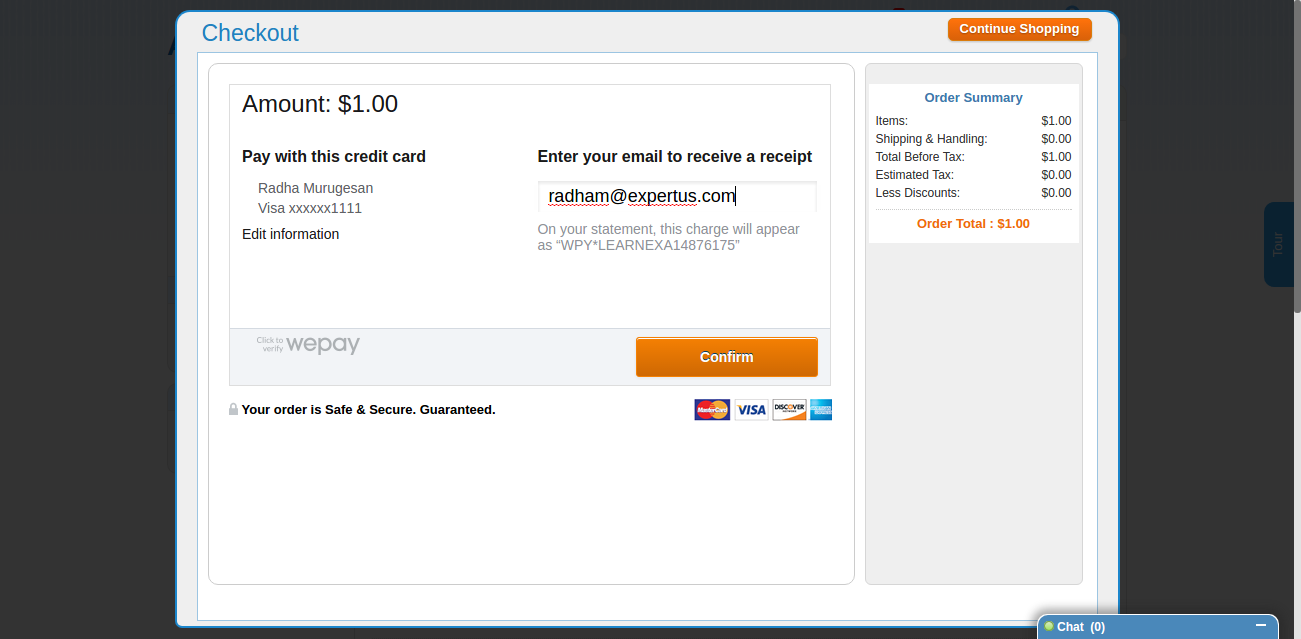 Checkout
Continue Shopping
Amount: $1.00
Pay with this credit card
Radha Murugesan
Visa xxxxxx1111
Edit information
Enter your email to receive a receipt
radham@expertus.com
On your statement, this charge will appear
as “WPY*LEARNEXA14876175”
Click to
verify
wepay
Confirm
Your order is Safe & Secure. Guaranteed.
MasterCard
VISA
DISCOVER
Order Summary
Items: $1.00
Shipping & Handling: $0.00
Total Before Tax: $1.00
Estimated Tax: $0.00
Less Discounts: $0.00
Order Total : $1.00
Tour
Chat (0)